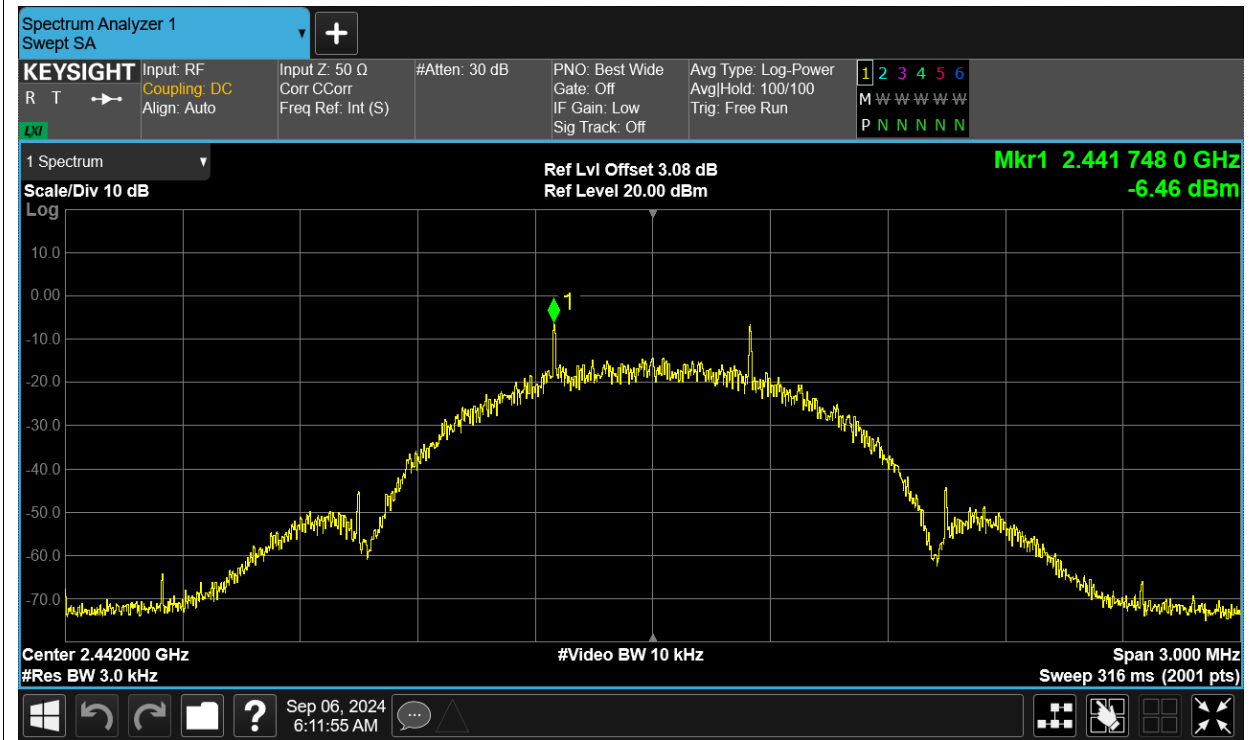 Spectrum Analyzer 1
Swept SA
+
KEYSIGHT
R T
LXI
Input: RF
Coupling: DC
Align: Auto
Input Z: 50 Ω
Corr CCorr
Freq Ref: Int (S)
#Atten: 30 dB
PNO: Best Wide
Gate: Off
IF Gain: Low
Sig Track: Off
Avg Type: Log-Power
Avg|Hold: 100/100
Trig: Free Run
1 2 3 4 5 6
M W W W W W
P N N N N N
1 Spectrum
Scale/Div 10 dB
Log
Ref Lvl Offset 3.08 dB
Ref Level 20.00 dBm
Mkr1 2.441 748 0 GHz
-6.46 dBm
10.0
0.00
-10.0
-20.0
-30.0
-40.0
-50.0
-60.0
-70.0
1
Center 2.442000 GHz
#Res BW 3.0 kHz
#Video BW 10 kHz
Span 3.000 MHz
Sweep 316 ms (2001 pts)
?
Sep 06, 2024
6:11:55 AM